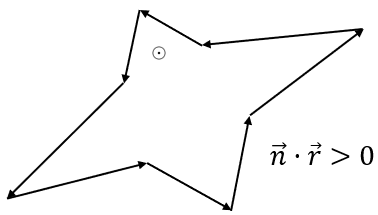 $\vec{n} \cdot \vec{r} > 0$